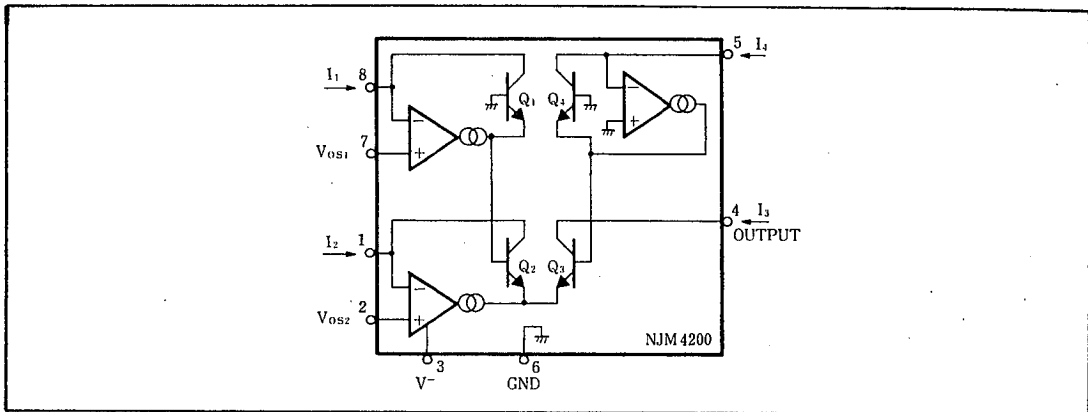 5 I₄
I₁ 8
Q₁ Q₄
− −
+
7
VOS1 +
4 I₃
I₂ 1 OUTPUT
Q₂ Q₃
−
2
VOS2 +
NJM4200
3 6
V⁻ GND